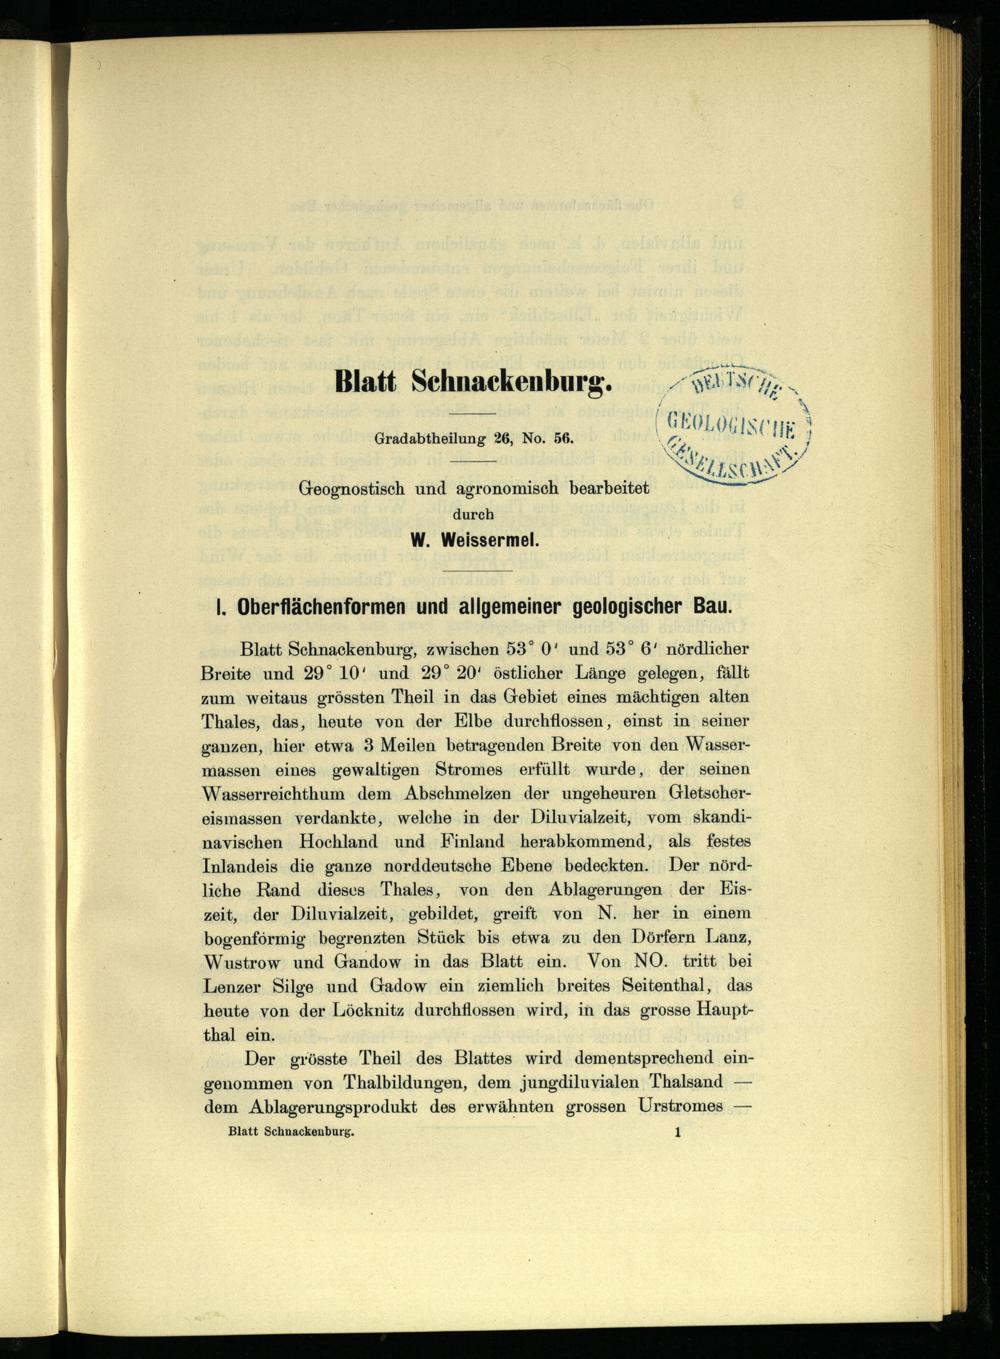 Blatt Schnackenburg.
DEUTSCHE
GEOLOGISCHE
GESELLSCHAFT.
Gradabtheilung 26, No. 56.
Geognostisch und agronomisch bearbeitet
durch
W. Weissermel.
I. Oberflächenformen und allgemeiner geologischer Bau.
Blatt Schnackenburg, zwischen 53° 0′ und 53° 6′ nördlicher
Breite und 29° 10′ und 29° 20′ östlicher Länge gelegen, fällt
zum weitaus grössten Theil in das Gebiet eines mächtigen alten
Thales, das, heute von der Elbe durchflossen, einst in seiner
ganzen, hier etwa 3 Meilen betragenden Breite von den Wasser-
massen eines gewaltigen Stromes erfüllt wurde, der seinen
Wasserreichthum dem Abschmelzen der ungeheuren Gletscher-
eismassen verdankte, welche in der Diluvialzeit, vom skandi-
navischen Hochland und Finland herabkommend, als festes
Inlandeis die ganze norddeutsche Ebene bedeckten. Der nörd-
liche Rand dieses Thales, von den Ablagerungen der Eis-
zeit, der Diluvialzeit, gebildet, greift von N. her in einem
bogenförmig begrenzten Stück bis etwa zu den Dörfern Lanz,
Wustrow und Gandow in das Blatt ein. Von NO. tritt bei
Lenzer Silge und Gadow ein ziemlich breites Seitenthal, das
heute von der Löcknitz durchflossen wird, in das grosse Haupt-
thal ein.
Der grösste Theil des Blattes wird dementsprechend ein-
genommen von Thalbildungen, dem jungdiluvialen Thalsand —
dem Ablagerungsprodukt des erwähnten grossen Urstromes —
Blatt Schnackenburg. 1